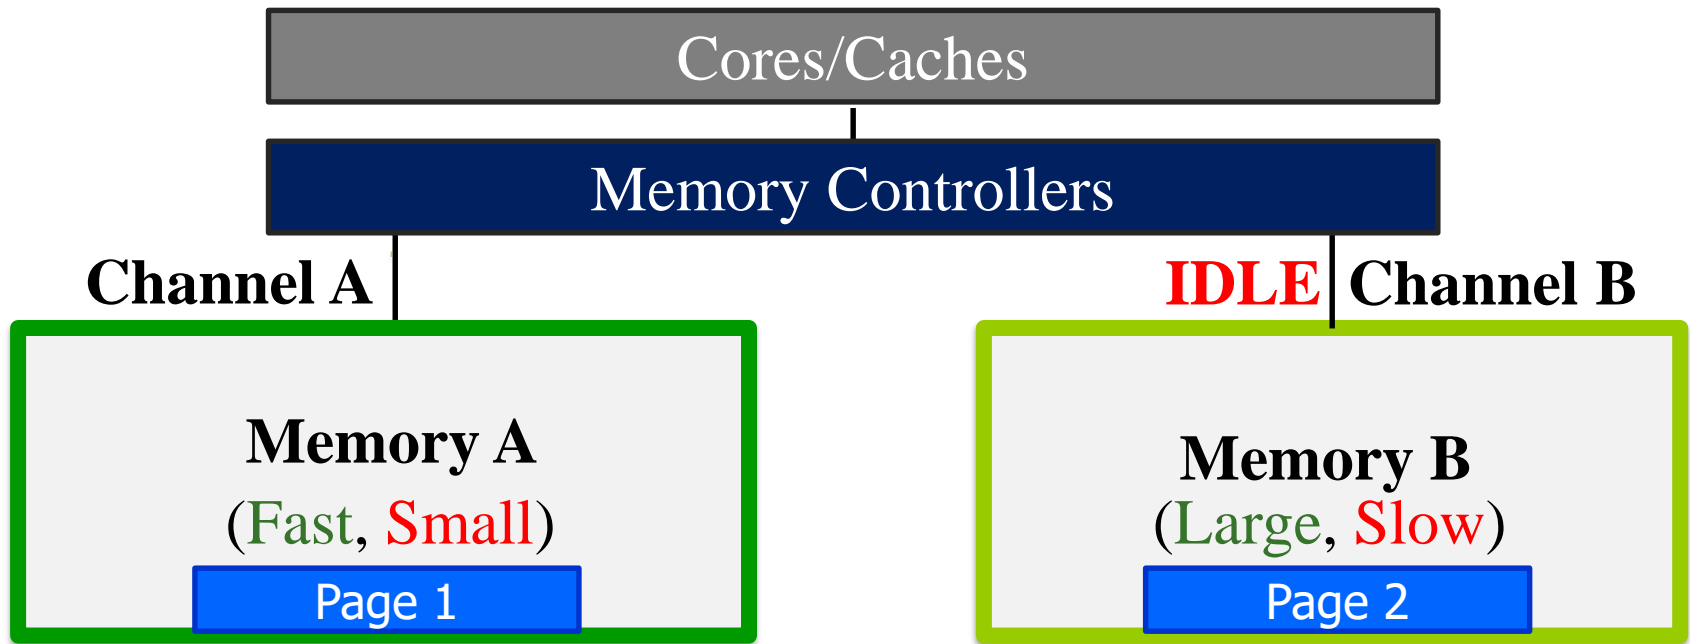 Cores/Caches
Memory Controllers
Channel A
IDLE Channel B
Memory A
(Fast, Small)
Page 1
Memory B
(Large, Slow)
Page 2